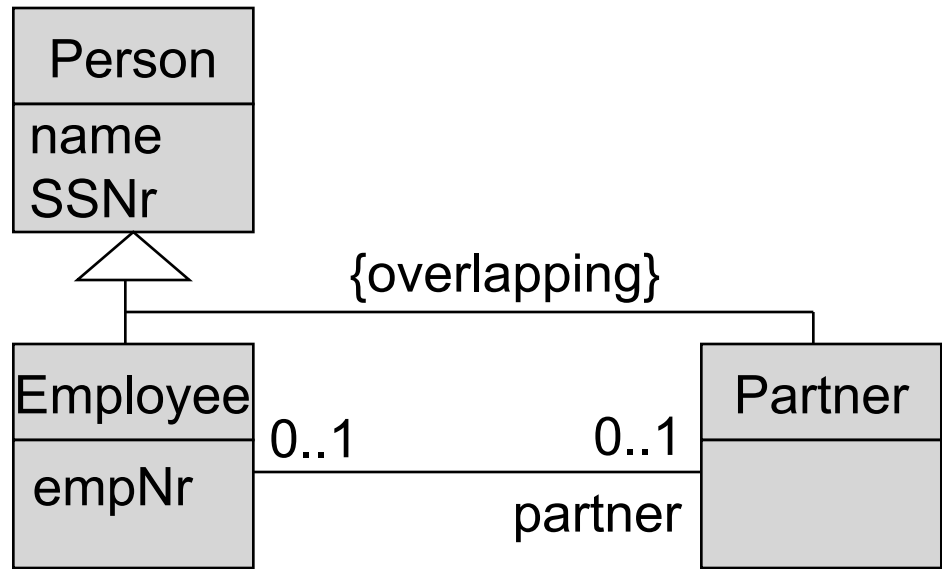 Person
name
SSNr
{overlapping}
Employee
Partner
0..1
0..1
empNr
partner